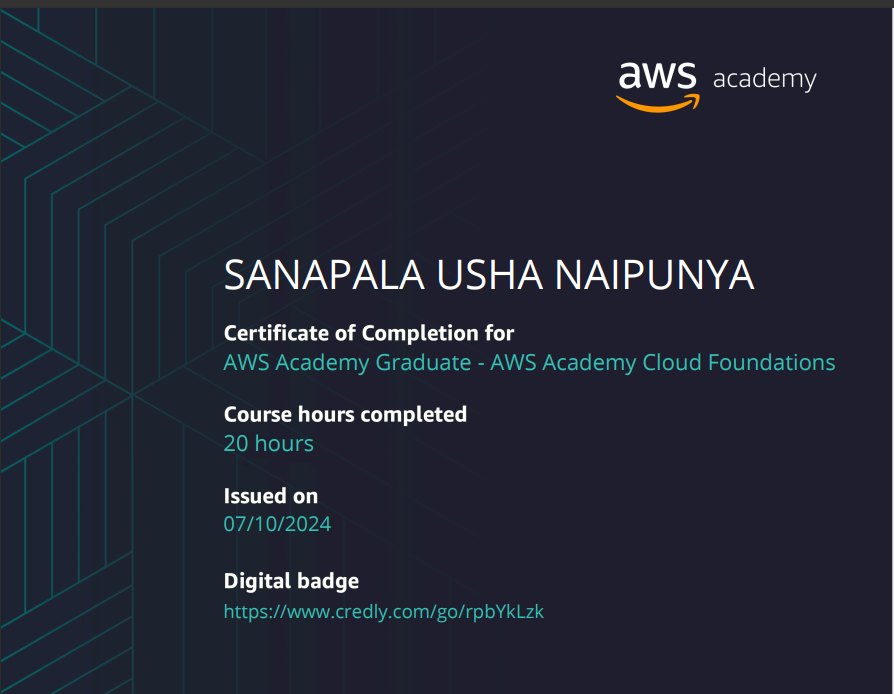 aws academy
SANAPALA USHA NAIPUNYA
Certificate of Completion for
AWS Academy Graduate - AWS Academy Cloud Foundations
Course hours completed
20 hours
Issued on
07/10/2024
Digital badge
https://www.credly.com/go/rpbYkLzk